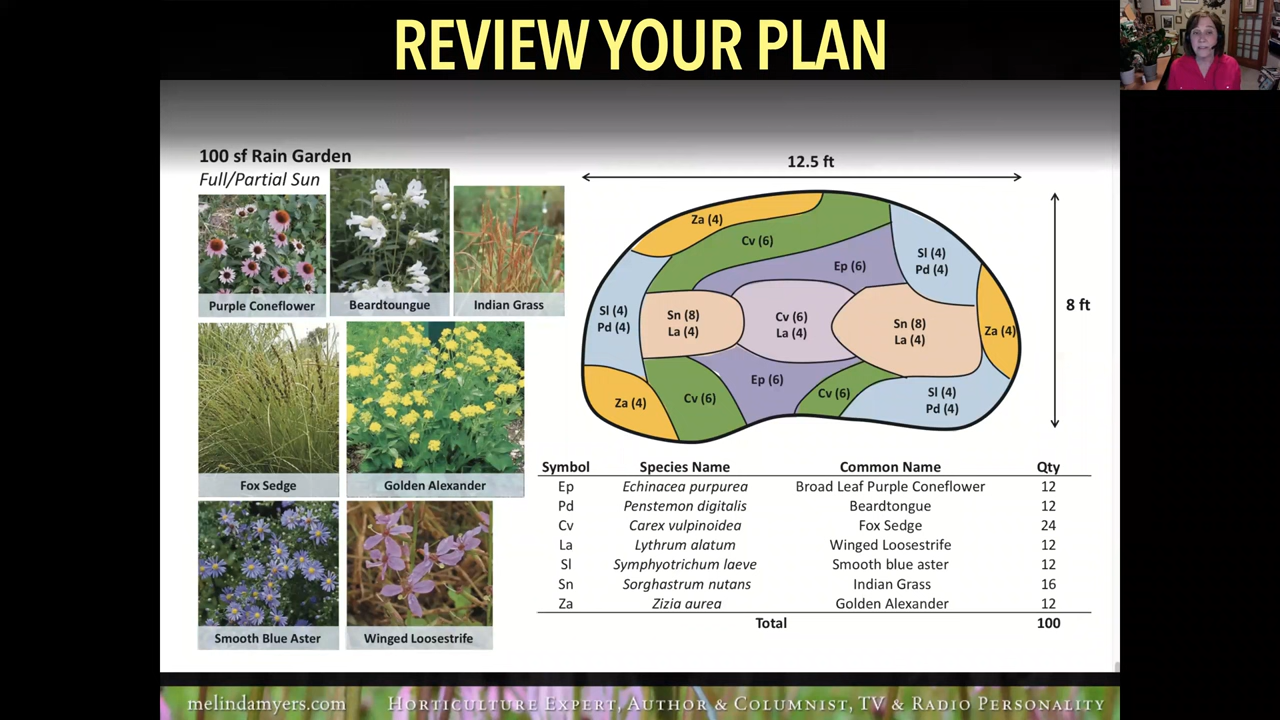 REVIEW YOUR PLAN
100 sf Rain Garden
Full/Partial Sun
Purple Coneflower
Beardtoungue
Indian Grass
Fox Sedge
Golden Alexander
Smooth Blue Aster
Winged Loosestrife
12.5 ft
8 ft
Za (4)
Cv (6)
Ep (6)
Sl (4)
Pd (4)
Sl (4)
Pd (4)
Sn (8)
La (4)
Cv (6)
La (4)
Sn (8)
La (4)
Za (4)
Za (4)
Cv (6)
Ep (6)
Cv (6)
Sl (4)
Pd (4)
Symbol Species Name Common Name Qty
Ep Echinacea purpurea Broad Leaf Purple Coneflower 12
Pd Penstemon digitalis Beardtongue 12
Cv Carex vulpinoidea Fox Sedge 24
La Lythrum alatum Winged Loosestrife 12
Sl Symphyotrichum laeve Smooth blue aster 12
Sn Sorghastrum nutans Indian Grass 16
Za Zizia aurea Golden Alexander 12
Total 100
melindamyers.com HORTICULTURE EXPERT, AUTHOR & COLUMNIST, TV & RADIO PERSONALITY